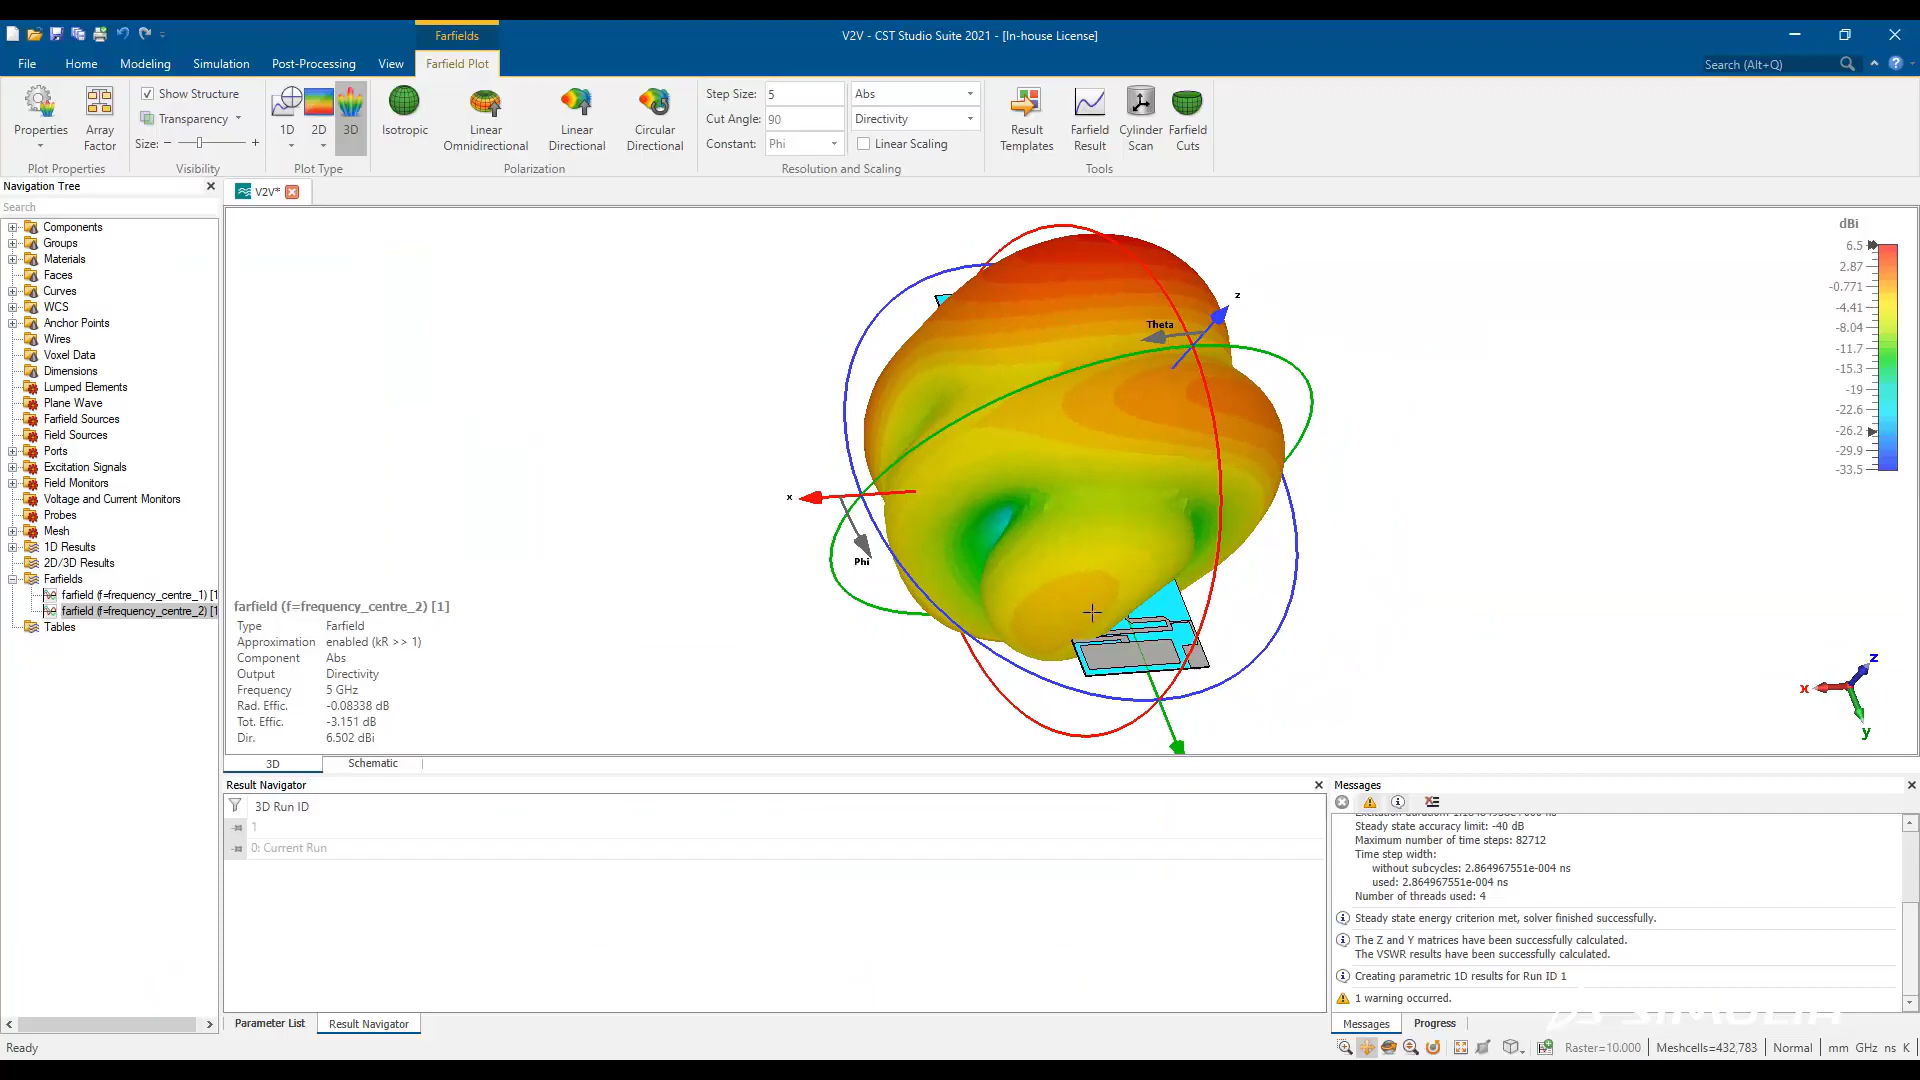 Farfields
V2V - CST Studio Suite 2021 - [In-house License]
File
Home
Modeling
Simulation
Post-Processing
View
Farfield Plot
Search (Alt+Q)
Properties
Array Factor
Plot Properties
Show Structure
Transparency
Size: − +
Visibility
1D
2D
3D
Plot Type
Isotropic
Linear Omnidirectional
Linear Directional
Circular Directional
Polarization
Step Size: 5
Abs
Cut Angle: 90
Directivity
Constant: Phi
Linear Scaling
Resolution and Scaling
Result Templates
Farfield Result
Cylinder Scan
Farfield Cuts
Tools
Navigation Tree
Search
Components
Groups
Materials
Faces
Curves
WCS
Anchor Points
Wires
Voxel Data
Dimensions
Lumped Elements
Plane Wave
Farfield Sources
Field Sources
Ports
Excitation Signals
Field Monitors
Voltage and Current Monitors
Probes
Mesh
1D Results
2D/3D Results
Farfields
farfield (f=frequency_centre_1) [1
farfield (f=frequency_centre_2) [1
Tables
V2V*
z
Theta
x
Phi
dBi
6.5
2.87
-0.771
-4.41
-8.04
-11.7
-15.3
-19
-22.6
-26.2
-29.9
-33.5
farfield (f=frequency_centre_2) [1]
Type Farfield
Approximation enabled (kR >> 1)
Component Abs
Output Directivity
Frequency 5 GHz
Rad. Effic. -0.08338 dB
Tot. Effic. -3.151 dB
Dir. 6.502 dBi
z
x
y
3D
Schematic
Result Navigator
3D Run ID
1
0: Current Run
Parameter List
Result Navigator
Messages
Steady state accuracy limit: -40 dB
Maximum number of time steps: 82712
Time step width:
without subcycles: 2.864967551e-004 ns
used: 2.864967551e-004 ns
Number of threads used: 4
Steady state energy criterion met, solver finished successfully.
The Z and Y matrices have been successfully calculated.
The VSWR results have been successfully calculated.
Creating parametric 1D results for Run ID 1
1 warning occurred.
Messages
Progress
Ready
Raster=10.000
Meshcells=432,783
Normal
mm GHz ns K